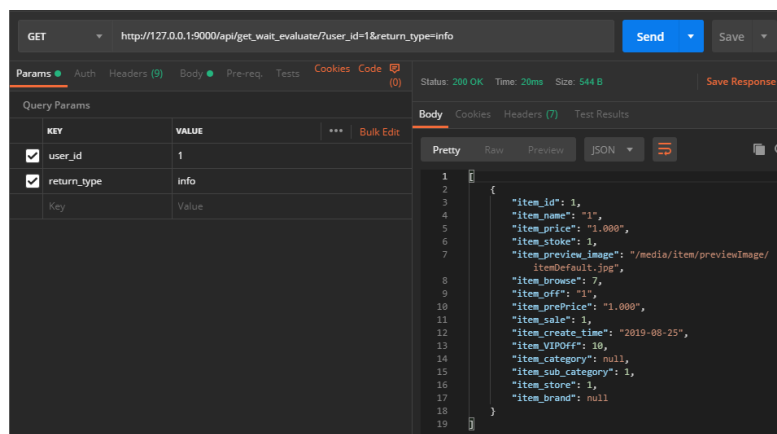 GET http://127.0.0.1:9000/api/get_wait_evaluate/?user_id=1&return_type=info Send Save
Params Auth Headers (9) Body Pre-req. Tests Cookies Code (0)
Query Params
KEY VALUE ••• Bulk Edit
user_id 1
return_type info
Key Value
Status: 200 OK Time: 20ms Size: 544 B Save Response
Body Cookies Headers (7) Test Results
Pretty Raw Preview JSON
1 [
2 {
3 "item_id": 1,
4 "item_name": "1",
5 "item_price": "1.000",
6 "item_stoke": 1,
7 "item_preview_image": "/media/item/previewImage/
itemDefault.jpg",
8 "item_browse": 7,
9 "item_off": "1",
10 "item_prePrice": "1.000",
11 "item_sale": 1,
12 "item_create_time": "2019-08-25",
13 "item_VIPOff": 10,
14 "item_category": null,
15 "item_sub_category": 1,
16 "item_store": 1,
17 "item_brand": null
18 }
19 ]